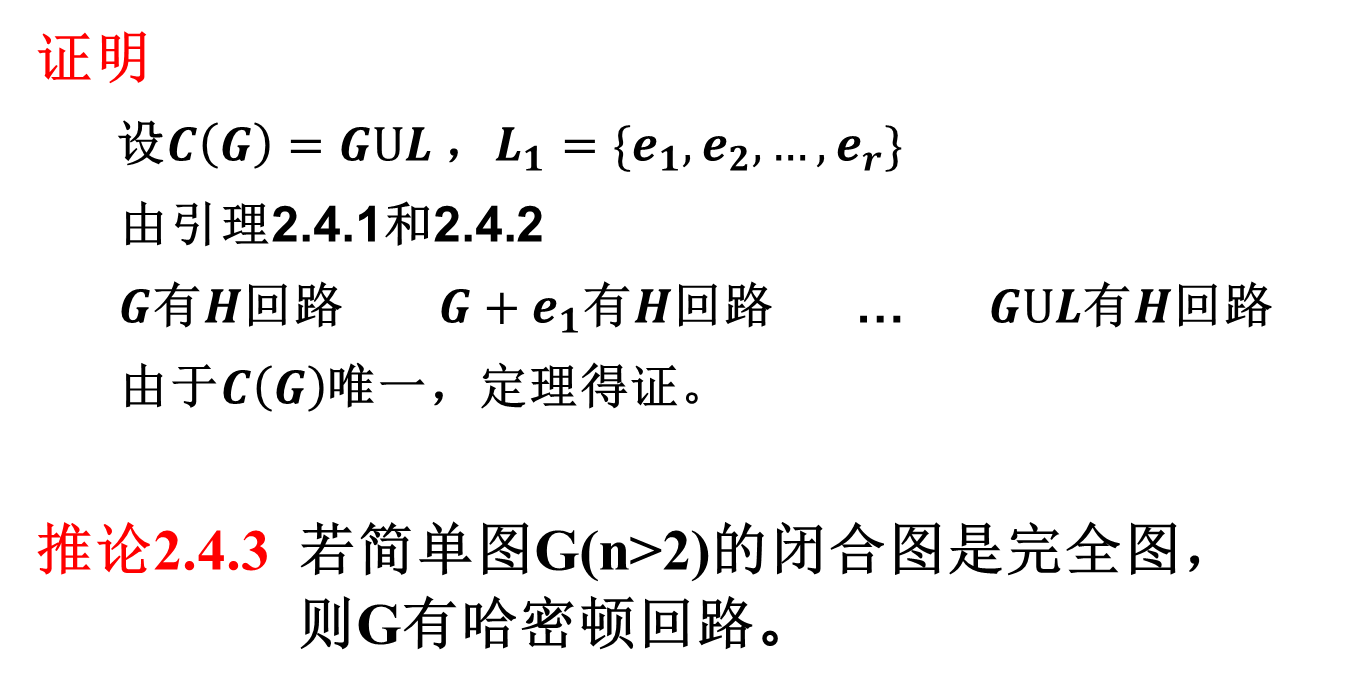 证明
设C(G) = GUL，L₁ = {e₁, e₂, …, eᵣ}
由引理2.4.1和2.4.2
G有H回路 G + e₁有H回路 … GUL有H回路
由于C(G)唯一，定理得证。
推论2.4.3 若简单图G(n>2)的闭合图是完全图，
则G有哈密顿回路。